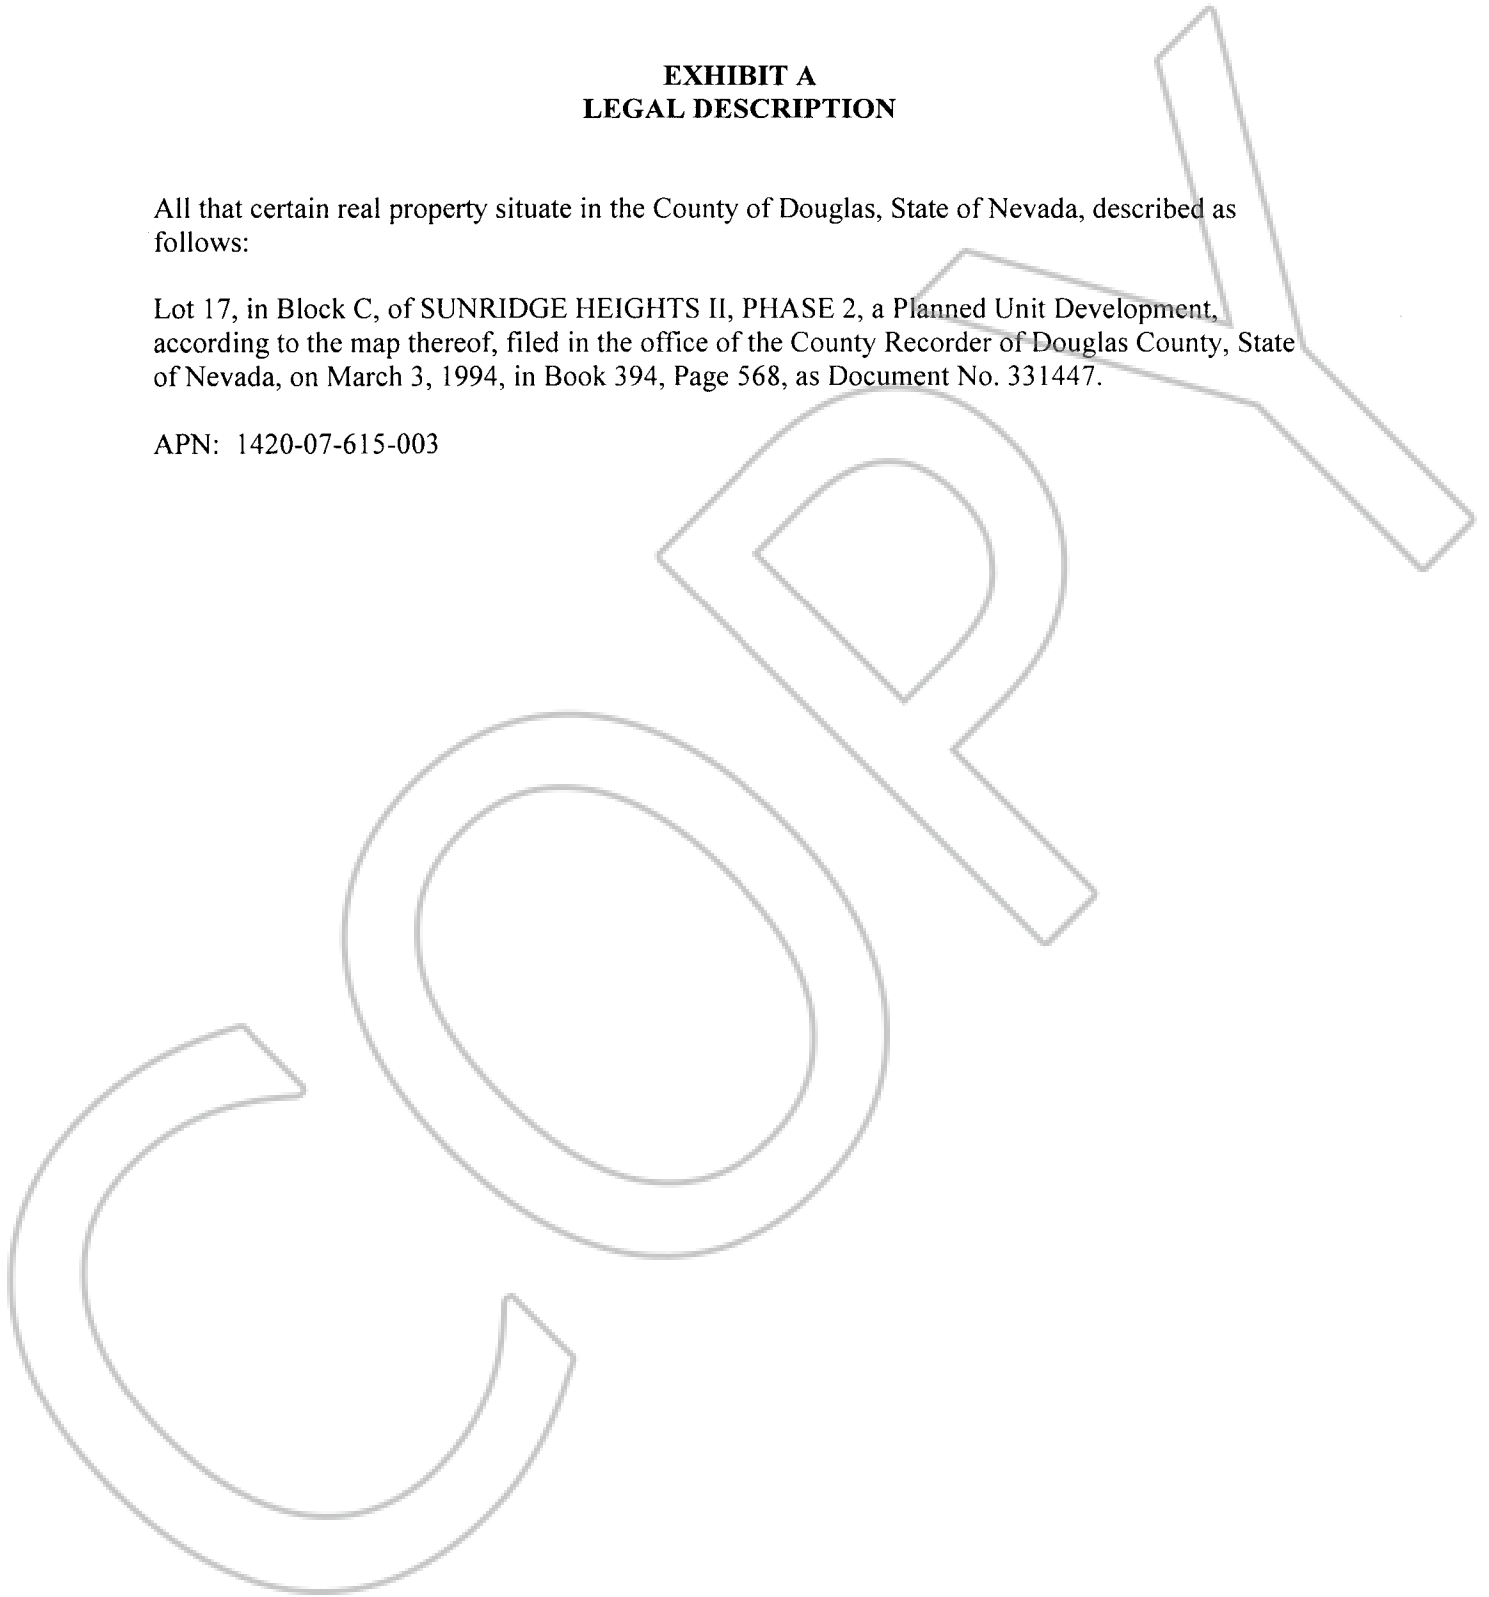 EXHIBIT A
LEGAL DESCRIPTION
All that certain real property situate in the County of Douglas, State of Nevada, described as
follows:
Lot 17, in Block C, of SUNRIDGE HEIGHTS II, PHASE 2, a Planned Unit Development,
according to the map thereof, filed in the office of the County Recorder of Douglas County, State
of Nevada, on March 3, 1994, in Book 394, Page 568, as Document No. 331447.
APN: 1420-07-615-003
COPY